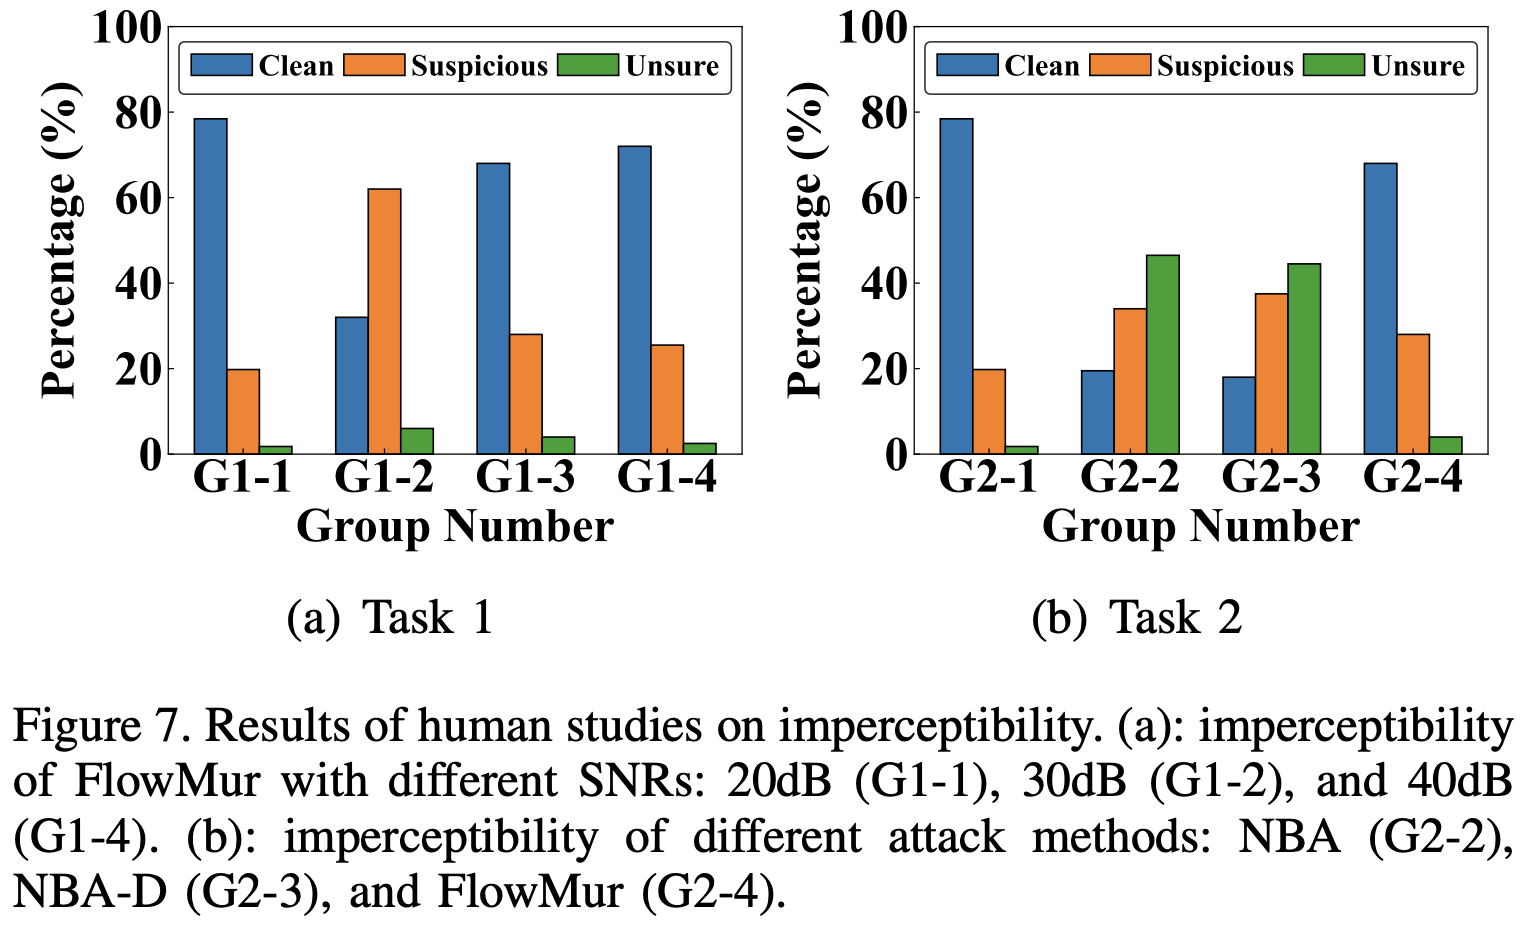 100
80
60
40
20
0
Percentage (%)
Clean Suspicious Unsure
G1-1 G1-2 G1-3 G1-4
Group Number
(a) Task 1
100
80
60
40
20
0
Percentage (%)
Clean Suspicious Unsure
G2-1 G2-2 G2-3 G2-4
Group Number
(b) Task 2
Figure 7. Results of human studies on imperceptibility. (a): imperceptibility
of FlowMur with different SNRs: 20dB (G1-1), 30dB (G1-2), and 40dB
(G1-4). (b): imperceptibility of different attack methods: NBA (G2-2),
NBA-D (G2-3), and FlowMur (G2-4).